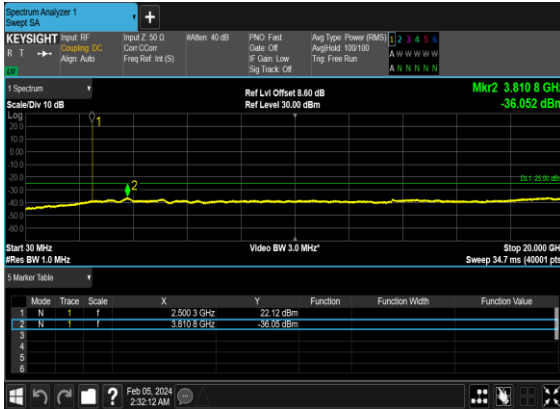 Spectrum Analyzer 1
Swept SA
+
KEYSIGHT
R T
Input: RF
Coupling: DC
Align: Auto
Input Z: 50 Ω
Corr CCorr
Freq Ref: Int (S)
#Atten: 40 dB
PNO: Fast
Gate: Off
IF Gain: Low
Sig Track: Off
Avg Type: Power (RMS)
Avg|Hold: 100/100
Trig: Free Run
1 2 3 4 5 6
A W W W W W
A N N N N N
1 Spectrum
Scale/Div 10 dB
Ref Lvl Offset 8.60 dB
Ref Level 30.00 dBm
Mkr2 3.810 8 GHz
-36.052 dBm
Log
20.0
10.0
0.00
-10.0
-20.0
-30.0
-40.0
-50.0
-60.0
1
2
DL1 -25.00 dBm
Start 30 MHz
#Res BW 1.0 MHz
Video BW 3.0 MHz*
Stop 20.000 GHz
Sweep 34.7 ms (40001 pts)
5 Marker Table
Mode Trace Scale X Y Function Function Width Function Value
1 N 1 f 2.500 3 GHz 22.12 dBm
2 N 1 f 3.810 8 GHz -36.05 dBm
3
4
5
6
?
Feb 05, 2024
2:32:12 AM